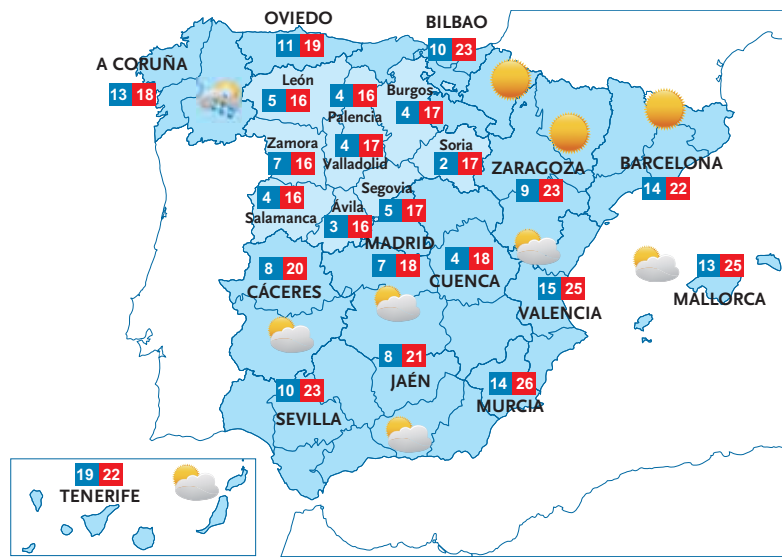 OVIEDO
11 19
BILBAO
10 23
A CORUÑA
13 18
León
5 16
4 16
Palencia
Burgos
4 17
Zamora
7 16
4 17
Valladolid
Soria
2 17
ZARAGOZA
9 23
BARCELONA
14 22
4 16
Salamanca
Ávila
3 16
Segovia
5 17
MADRID
7 18
4 18
CUENCA
8 20
CÁCERES
15 25
VALENCIA
13 25
MALLORCA
8 21
JAÉN
10 23
SEVILLA
14 26
MURCIA
19 22
TENERIFE